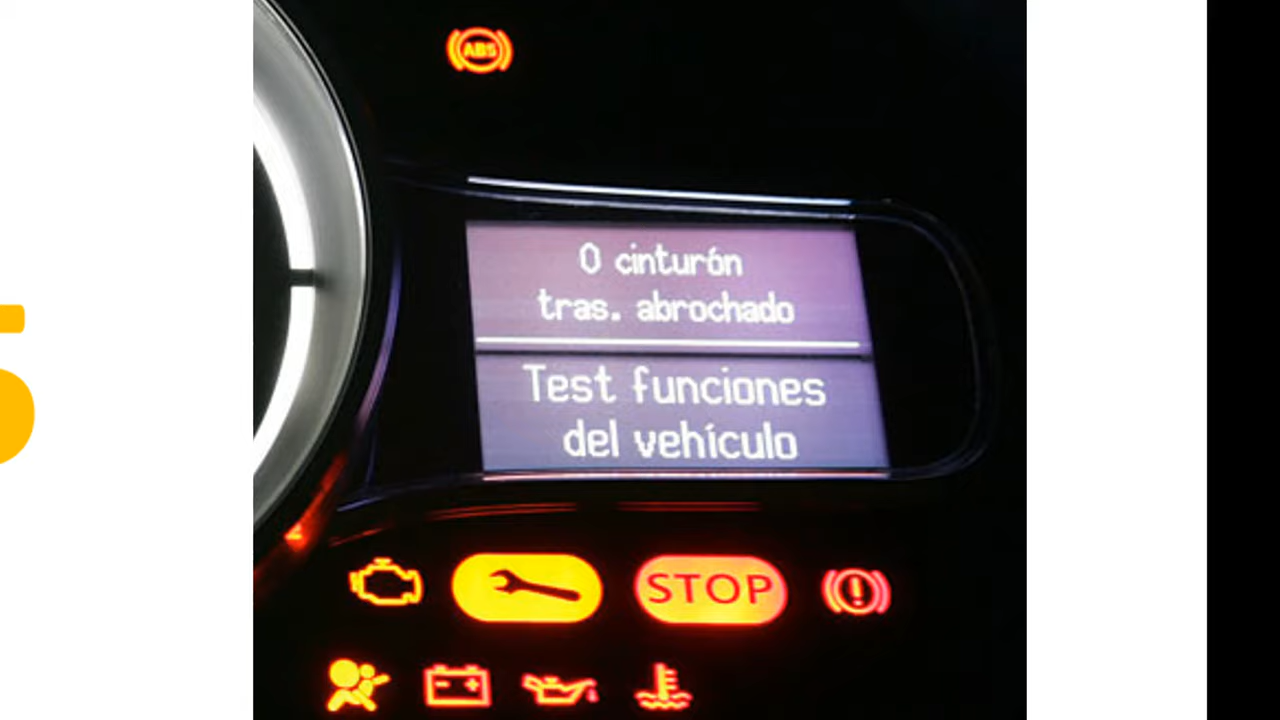 ABS
0 cinturón
tras. abrochado
Test funciones
del vehículo
STOP